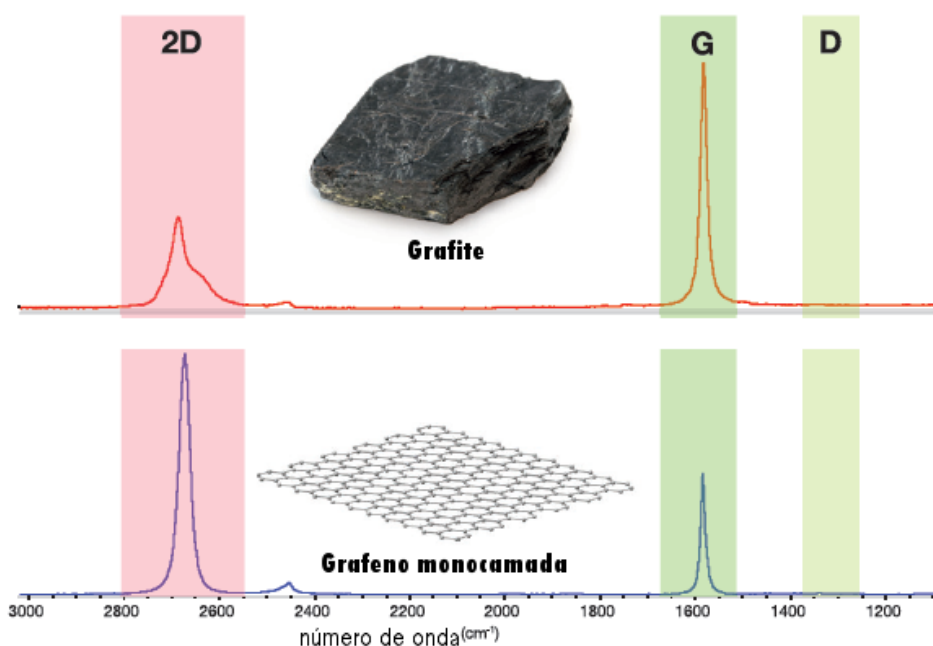 2D G D
Grafite
Grafeno monocamada
3000 2800 2600 2400 2200 2000 1800 1600 1400 1200
número de onda(cm⁻¹)